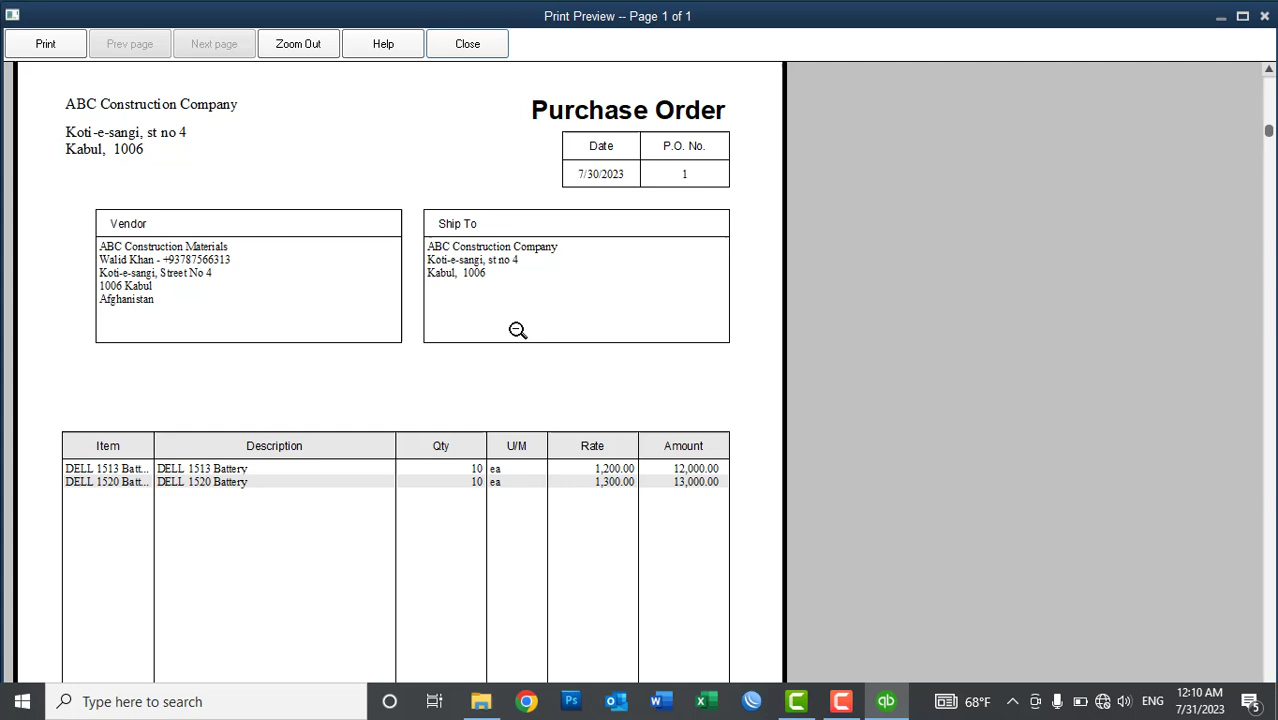 Print Preview -- Page 1 of 1
Print Prev page Next page Zoom Out Help Close
ABC Construction Company
Koti-e-sangi, st no 4
Kabul, 1006
Purchase Order
Date P.O. No.
7/30/2023 1
Vendor
ABC Construction Materials
Walid Khan - +93787566313
Koti-e-sangi, Street No 4
1006 Kabul
Afghanistan
Ship To
ABC Construction Company
Koti-e-sangi, st no 4
Kabul, 1006
Item Description Qty U/M Rate Amount
DELL 1513 Batt... DELL 1513 Battery 10 ea 1,200.00 12,000.00
DELL 1520 Batt... DELL 1520 Battery 10 ea 1,300.00 13,000.00
Type here to search
Ps
qb
68°F
ENG
12:10 AM
7/31/2023
5